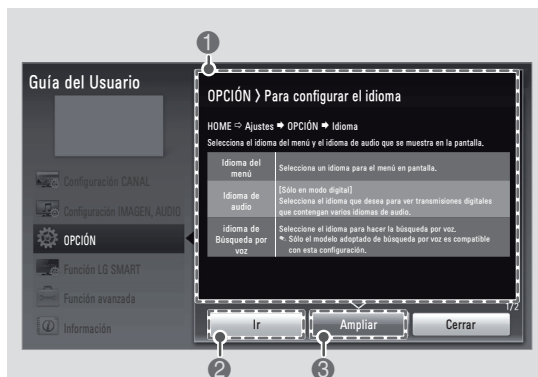 1
Guía del Usuario
OPCIÓN 〉 Para configurar el idioma
HOME ⇨ Ajustes ➡ OPCIÓN ➡ Idioma
Selecciona el idioma del menú y el idioma de audio que se muestra en la pantalla.
Idioma del menú
Selecciona un idioma para el menú en pantalla.
Idioma de audio
[Sólo en modo digital]
Selecciona el idioma que desea para ver transmisiones digitales
que contengan varios idiomas de audio.
idioma de Búsqueda por voz
Seleccione el idioma para hacer la búsqueda por voz.
Sólo el modelo adoptado de búsqueda por voz es compatible
con esta configuración.
Configuración CANAL
Configuración IMAGEN, AUDIO
OPCIÓN
Función LG SMART
Función avanzada
Información
1/2
Ir
Ampliar
Cerrar
2
3